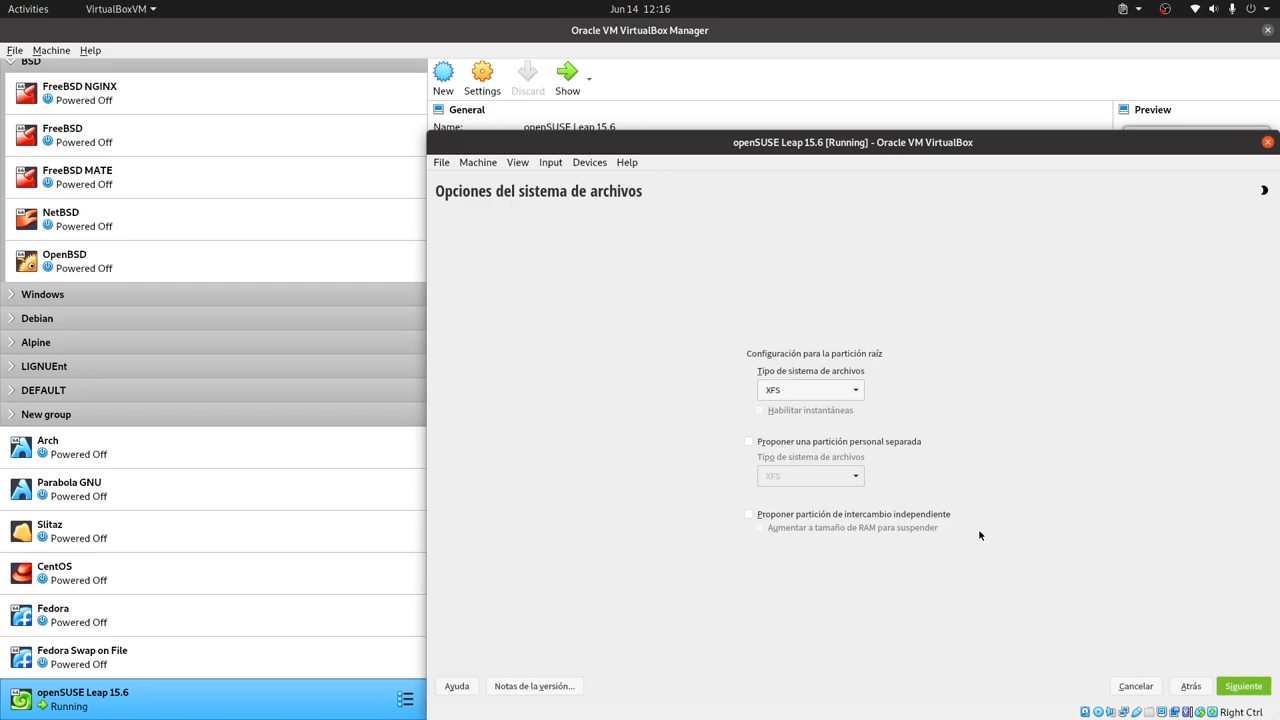 Activities
VirtualBoxVM
Jun 14 12:16
Oracle VM VirtualBox Manager
File Machine Help
BSD
FreeBSD NGINX
Powered Off
FreeBSD
Powered Off
FreeBSD MATE
Powered Off
NetBSD
Powered Off
OpenBSD
Powered Off
Windows
Debian
Alpine
LIGNUEnt
DEFAULT
New group
Arch
Powered Off
Parabola GNU
Powered Off
Slitaz
Powered Off
CentOS
Powered Off
Fedora
Powered Off
Fedora Swap on File
Powered Off
openSUSE Leap 15.6
Running
New Settings Discard Show
General
Name: openSUSE Leap 15.6
Preview
openSUSE Leap 15.6 [Running] - Oracle VM VirtualBox
File Machine View Input Devices Help
Opciones del sistema de archivos
Configuración para la partición raíz
Tipo de sistema de archivos
XFS
Habilitar instantáneas
Proponer una partición personal separada
Tipo de sistema de archivos
XFS
Proponer partición de intercambio independiente
Aumentar a tamaño de RAM para suspender
Ayuda Notas de la versión... Cancelar Atrás Siguiente
Right Ctrl